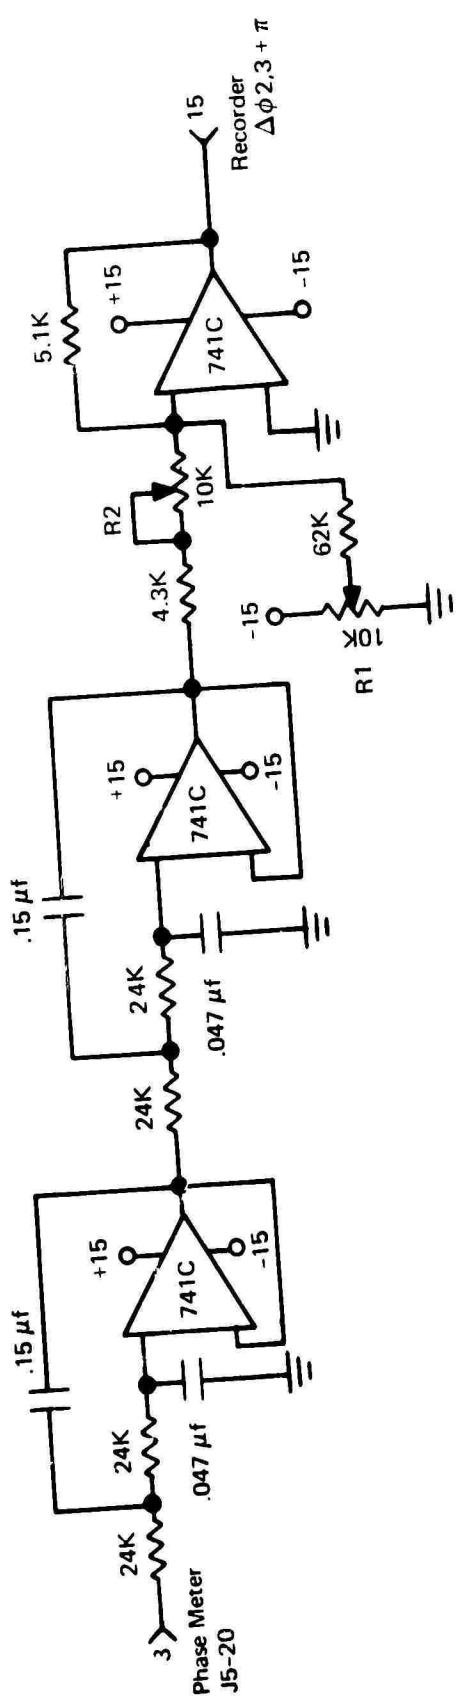 3
Phase Meter
J5-20
24K
24K
.15 µf
.047 µf
+15
741C
-15
24K
24K
.15 µf
.047 µf
+15
741C
-15
4.3K
R2
10K
5.1K
+15
741C
-15
62K
-15
10K
R1
15
Recorder
Δϕ2,3 + π